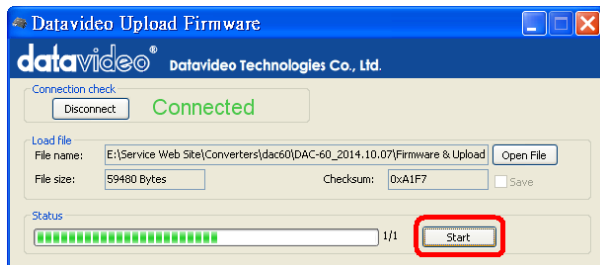 Datavideo Upload Firmware
datavideo® Datavideo Technologies Co., Ltd.
Connection check
Disconnect Connected
Load file
File name: E:\Service Web Site\Converters\dac60\DAC-60_2014.10.07\Firmware & Upload Open File
File size: 59480 Bytes Checksum: 0xA1F7 Save
Status
1/1 Start